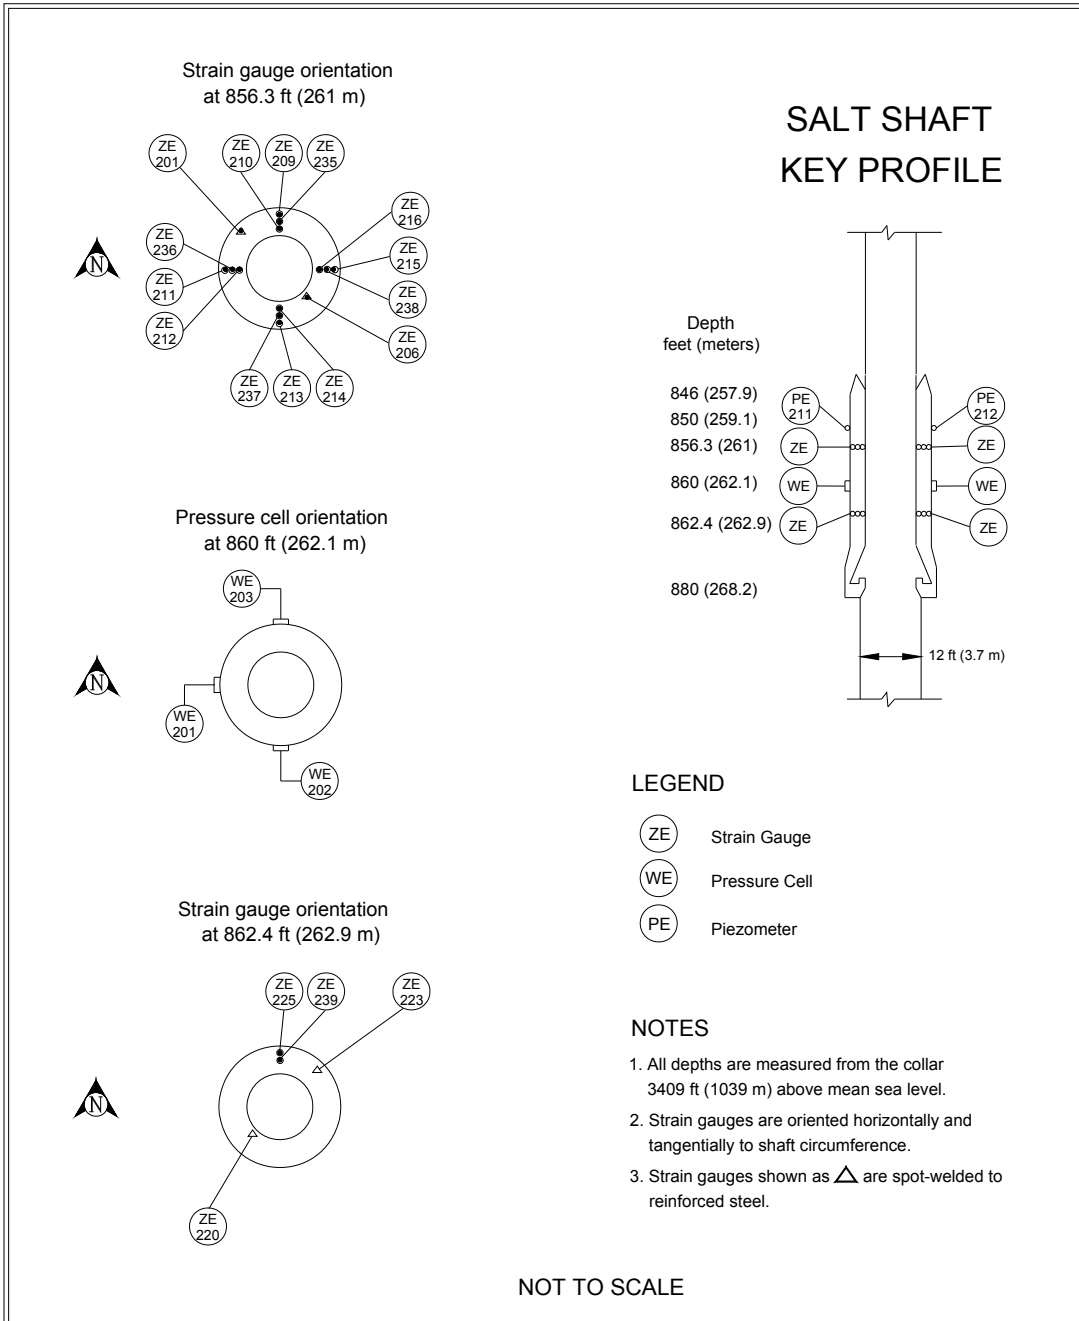 Strain gauge orientation
at 856.3 ft (261 m)
ZE
201
ZE
210
ZE
209
ZE
235
ZE
216
ZE
236
ZE
215
ZE
211
ZE
238
ZE
212
ZE
206
ZE
237
ZE
213
ZE
214
N
Pressure cell orientation
at 860 ft (262.1 m)
WE
203
N
WE
201
WE
202
Strain gauge orientation
at 862.4 ft (262.9 m)
ZE
225
ZE
239
ZE
223
N
ZE
220
SALT SHAFT
KEY PROFILE
Depth
feet (meters)
846 (257.9)
850 (259.1)
856.3 (261)
860 (262.1)
862.4 (262.9)
880 (268.2)
PE
211
PE
212
ZE
ZE
WE
WE
ZE
ZE
12 ft (3.7 m)
LEGEND
ZE Strain Gauge
WE Pressure Cell
PE Piezometer
NOTES
1. All depths are measured from the collar
3409 ft (1039 m) above mean sea level.
2. Strain gauges are oriented horizontally and
tangentially to shaft circumference.
3. Strain gauges shown as △ are spot-welded to
reinforced steel.
NOT TO SCALE